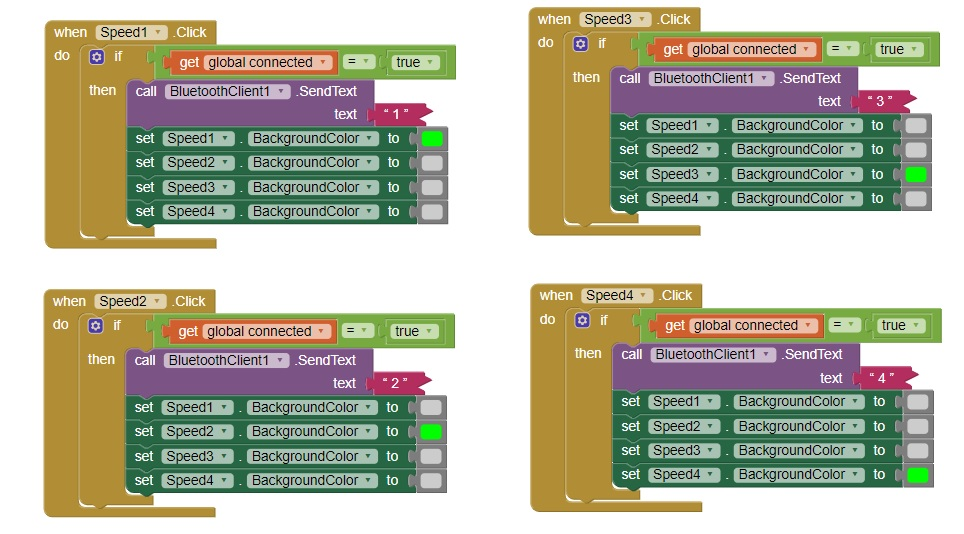 when Speed1 .Click
do if get global connected = true
then call BluetoothClient1 .SendText
text “ 1 ”
set Speed1 . BackgroundColor to
set Speed2 . BackgroundColor to
set Speed3 . BackgroundColor to
set Speed4 . BackgroundColor to
when Speed3 .Click
do if get global connected = true
then call BluetoothClient1 .SendText
text “ 3 ”
set Speed1 . BackgroundColor to
set Speed2 . BackgroundColor to
set Speed3 . BackgroundColor to
set Speed4 . BackgroundColor to
when Speed2 .Click
do if get global connected = true
then call BluetoothClient1 .SendText
text “ 2 ”
set Speed1 . BackgroundColor to
set Speed2 . BackgroundColor to
set Speed3 . BackgroundColor to
set Speed4 . BackgroundColor to
when Speed4 .Click
do if get global connected = true
then call BluetoothClient1 .SendText
text “ 4 ”
set Speed1 . BackgroundColor to
set Speed2 . BackgroundColor to
set Speed3 . BackgroundColor to
set Speed4 . BackgroundColor to